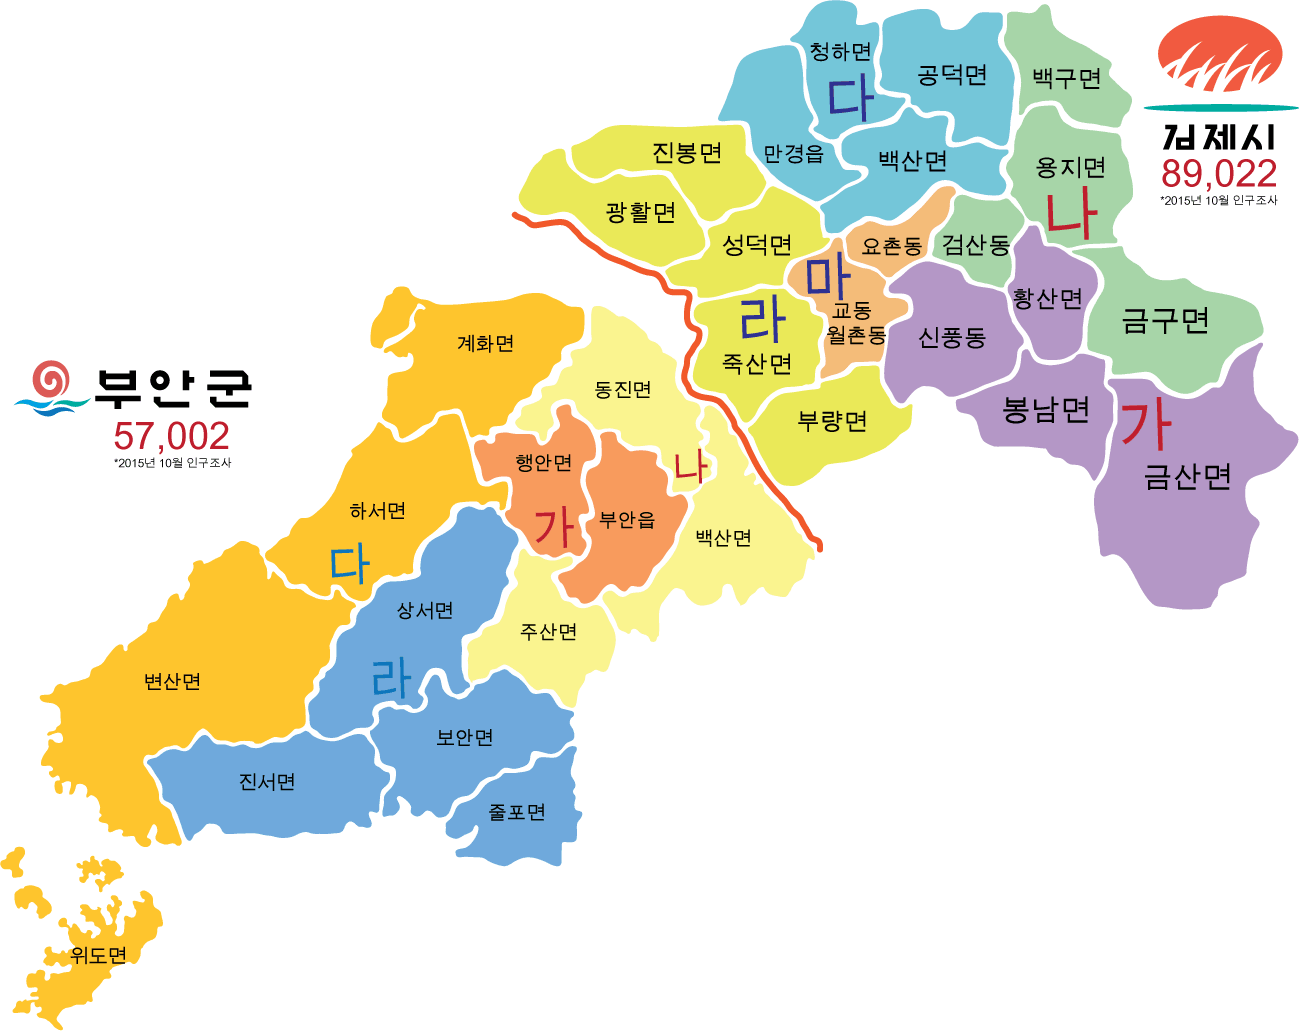 청하면
다
공덕면
백구면
만경읍
백산면
용지면
나
김제시
89,022
*2015년 10월 인구조사
진봉면
광활면
성덕면
요촌동
검산동
마
교동
월촌동
황산면
금구면
라
죽산면
신풍동
부량면
봉남면
가
금산면
부안군
57,002
*2015년 10월 인구조사
계화면
동진면
행안면
가
부안읍
나
백산면
하서면
다
상서면
라
주산면
변산면
보안면
진서면
줄포면
위도면